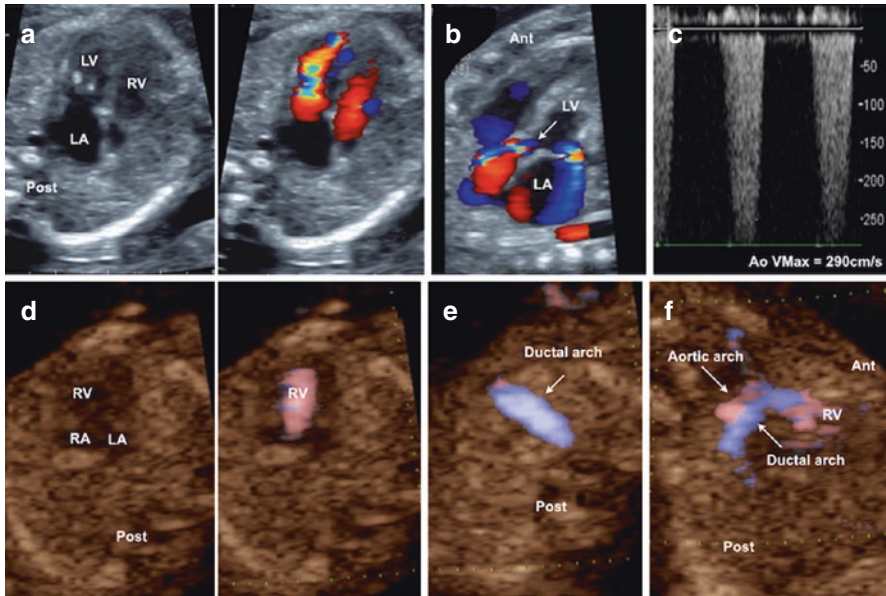 a
LV
RV
LA
Post
b
Ant
LV
LA
c
-50
-100
-150
-200
-250
Ao VMax = 290cm/s
d
RV
RA
LA
Post
RV
e
Ductal arch
Post
f
Aortic arch
Ant
RV
Ductal arch
Post